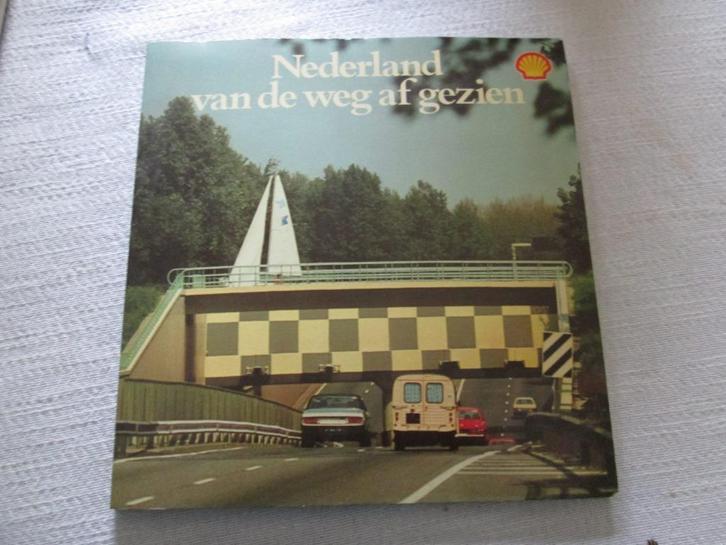 Nederland
van de weg af gezien